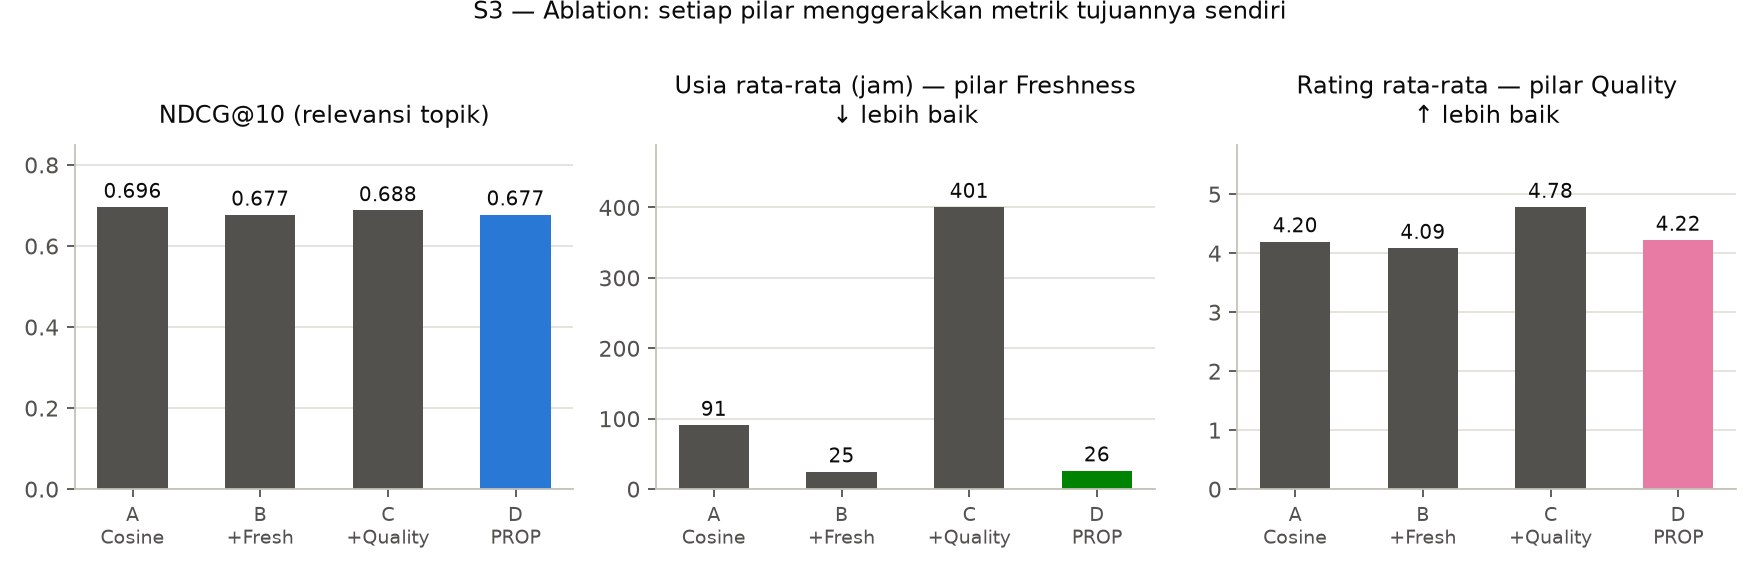 S3 — Ablation: setiap pilar menggerakkan metrik tujuannya sendiri
NDCG@10 (relevansi topik)
0.8
0.6
0.4
0.2
0.0
0.696
0.677
0.688
0.677
A
Cosine
B
+Fresh
C
+Quality
D
PROP
Usia rata-rata (jam) — pilar Freshness
↓ lebih baik
400
300
200
100
0
91
25
401
26
A
Cosine
B
+Fresh
C
+Quality
D
PROP
Rating rata-rata — pilar Quality
↑ lebih baik
5
4
3
2
1
0
4.20
4.09
4.78
4.22
A
Cosine
B
+Fresh
C
+Quality
D
PROP